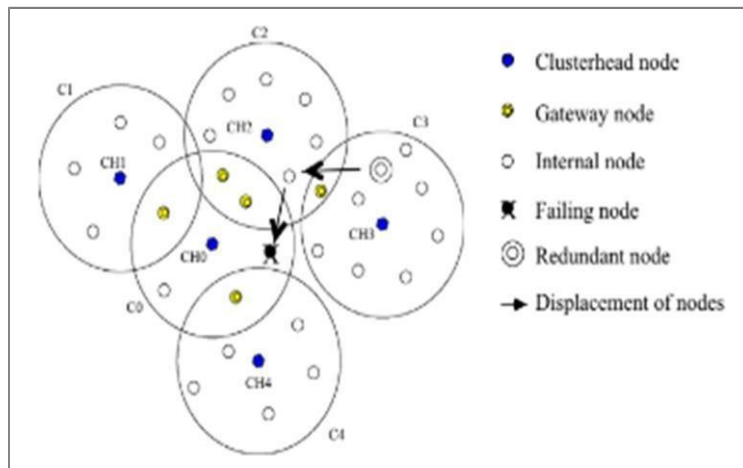 C2
C1
C3
CH2
CH1
CH3
CH0
C0
CH4
C4
Clusterhead node
Gateway node
Internal node
Failing node
Redundant node
Displacement of nodes